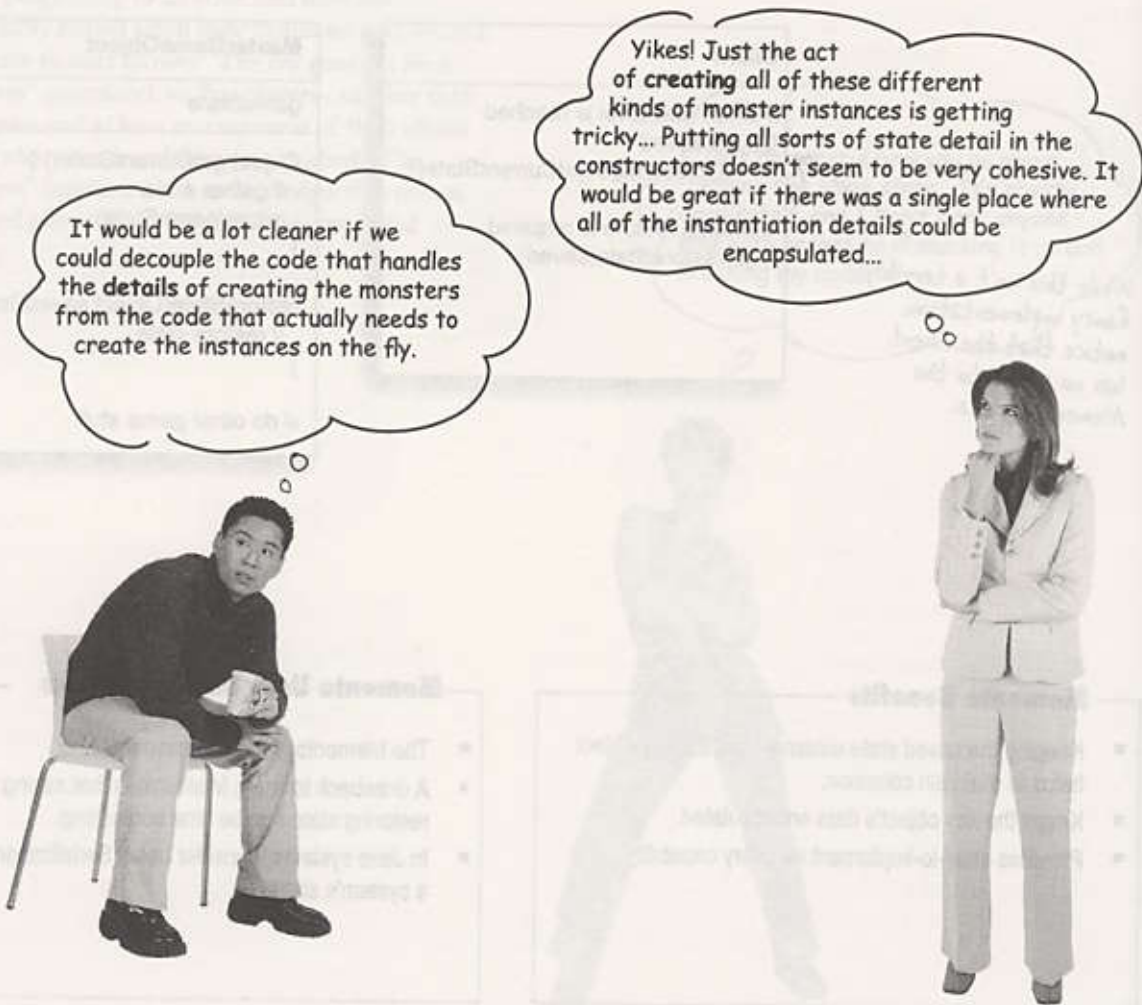 Yikes! Just the act
of creating all of these different
kinds of monster instances is getting
tricky... Putting all sorts of state detail in the
constructors doesn't seem to be very cohesive. It
would be great if there was a single place where
all of the instantiation details could be
encapsulated...
It would be a lot cleaner if we
could decouple the code that handles
the details of creating the monsters
from the code that actually needs to
create the instances on the fly.